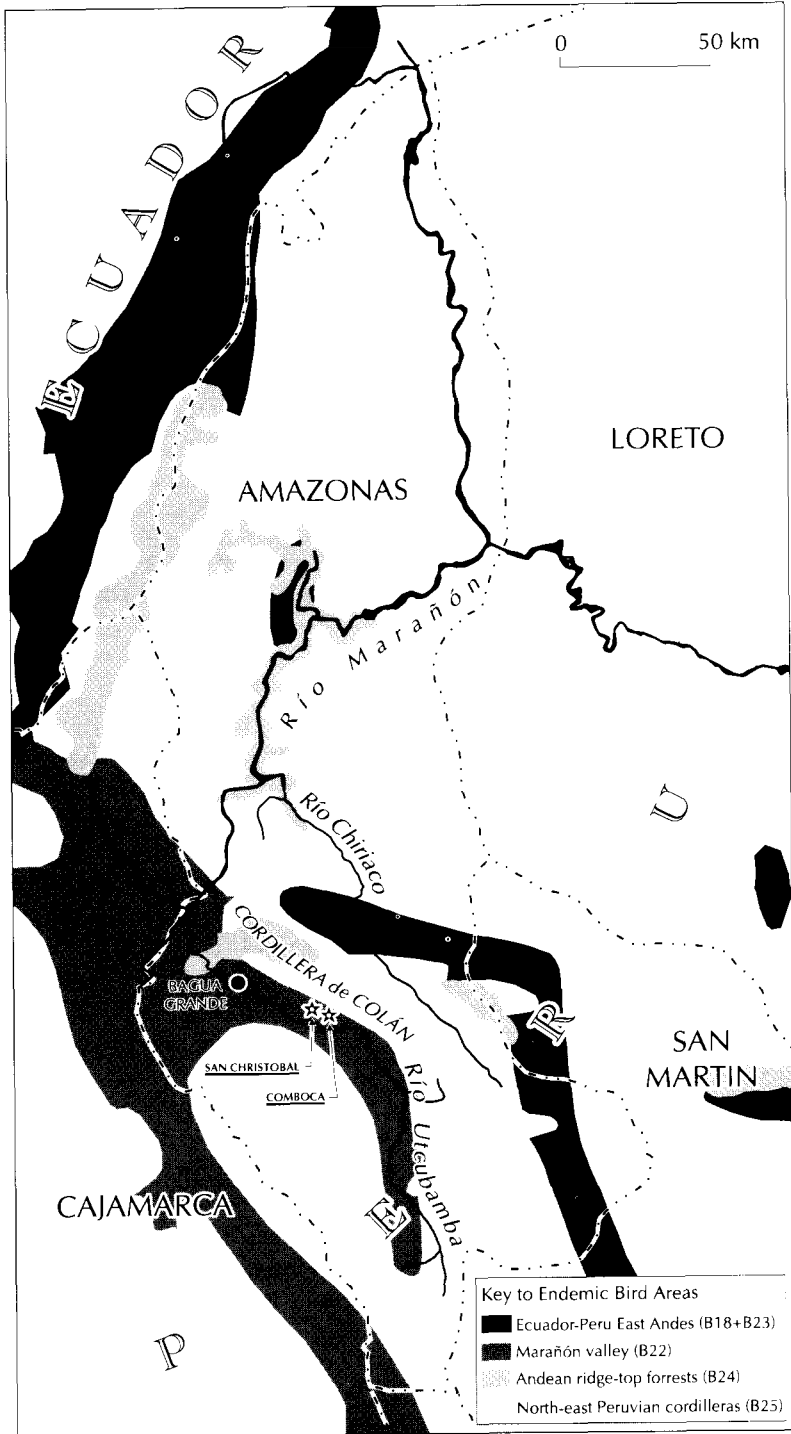 0 50 km
ECUADOR
LORETO
AMAZONAS
Río Marañón
Río Chiriaco
CORDILLERA de COLÁN
BAGUA
GRANDE
SAN CHRISTOBAL
COMBOCA
Río Utcubamba
SAN
MARTIN
CAJAMARCA
P E R U
Key to Endemic Bird Areas
Ecuador-Peru East Andes (B18+B23)
Marañón valley (B22)
Andean ridge-top forrests (B24)
North-east Peruvian cordilleras (B25)